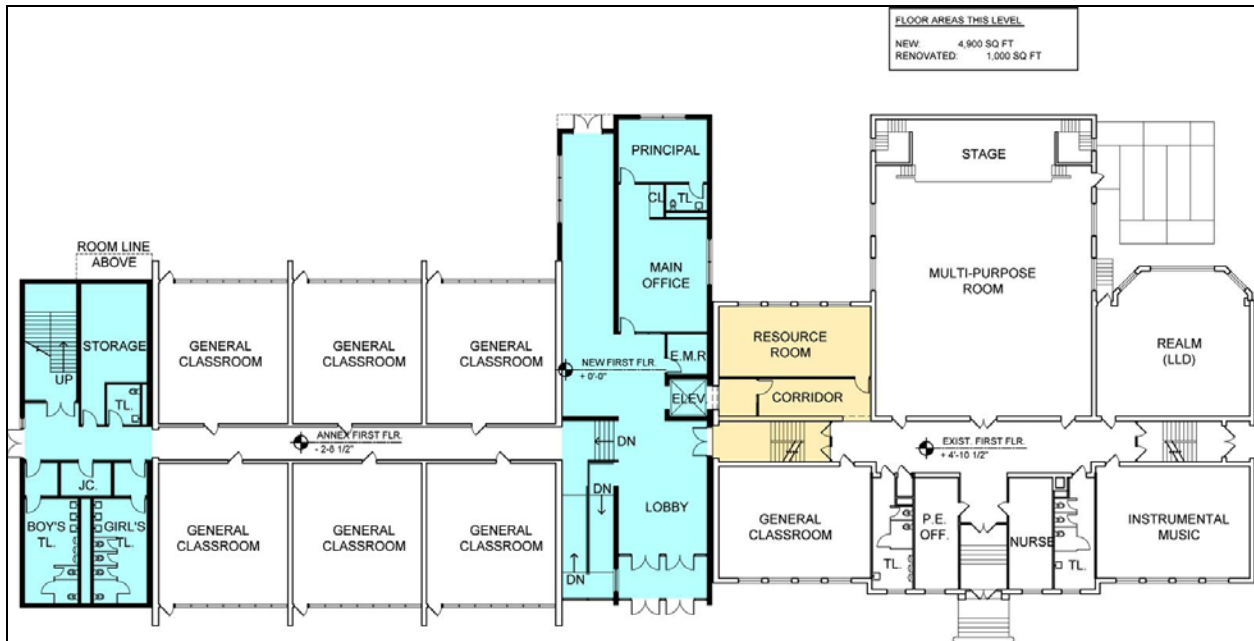 FLOOR AREAS THIS LEVEL
NEW: 4,900 SQ FT
RENOVATED: 1,000 SQ FT
PRINCIPAL
CL
TL.
STAGE
ROOM LINE
ABOVE
MAIN
OFFICE
MULTI-PURPOSE
ROOM
STORAGE
UP
TL.
GENERAL
CLASSROOM
GENERAL
CLASSROOM
GENERAL
CLASSROOM
NEW FIRST FLR.
+ 0'-0"
E.M.R
ELEV.
RESOURCE
ROOM
CORRIDOR
REALM
(LLD)
ANNEX FIRST FLR.
- 2-8 1/2"
DN
EXIST. FIRST FLR.
+ 4'-10 1/2"
JC.
BOY'S
TL.
GIRL'S
TL.
GENERAL
CLASSROOM
GENERAL
CLASSROOM
GENERAL
CLASSROOM
DN
DN
LOBBY
GENERAL
CLASSROOM
TL.
P.E.
OFF.
NURSE
TL.
INSTRUMENTAL
MUSIC